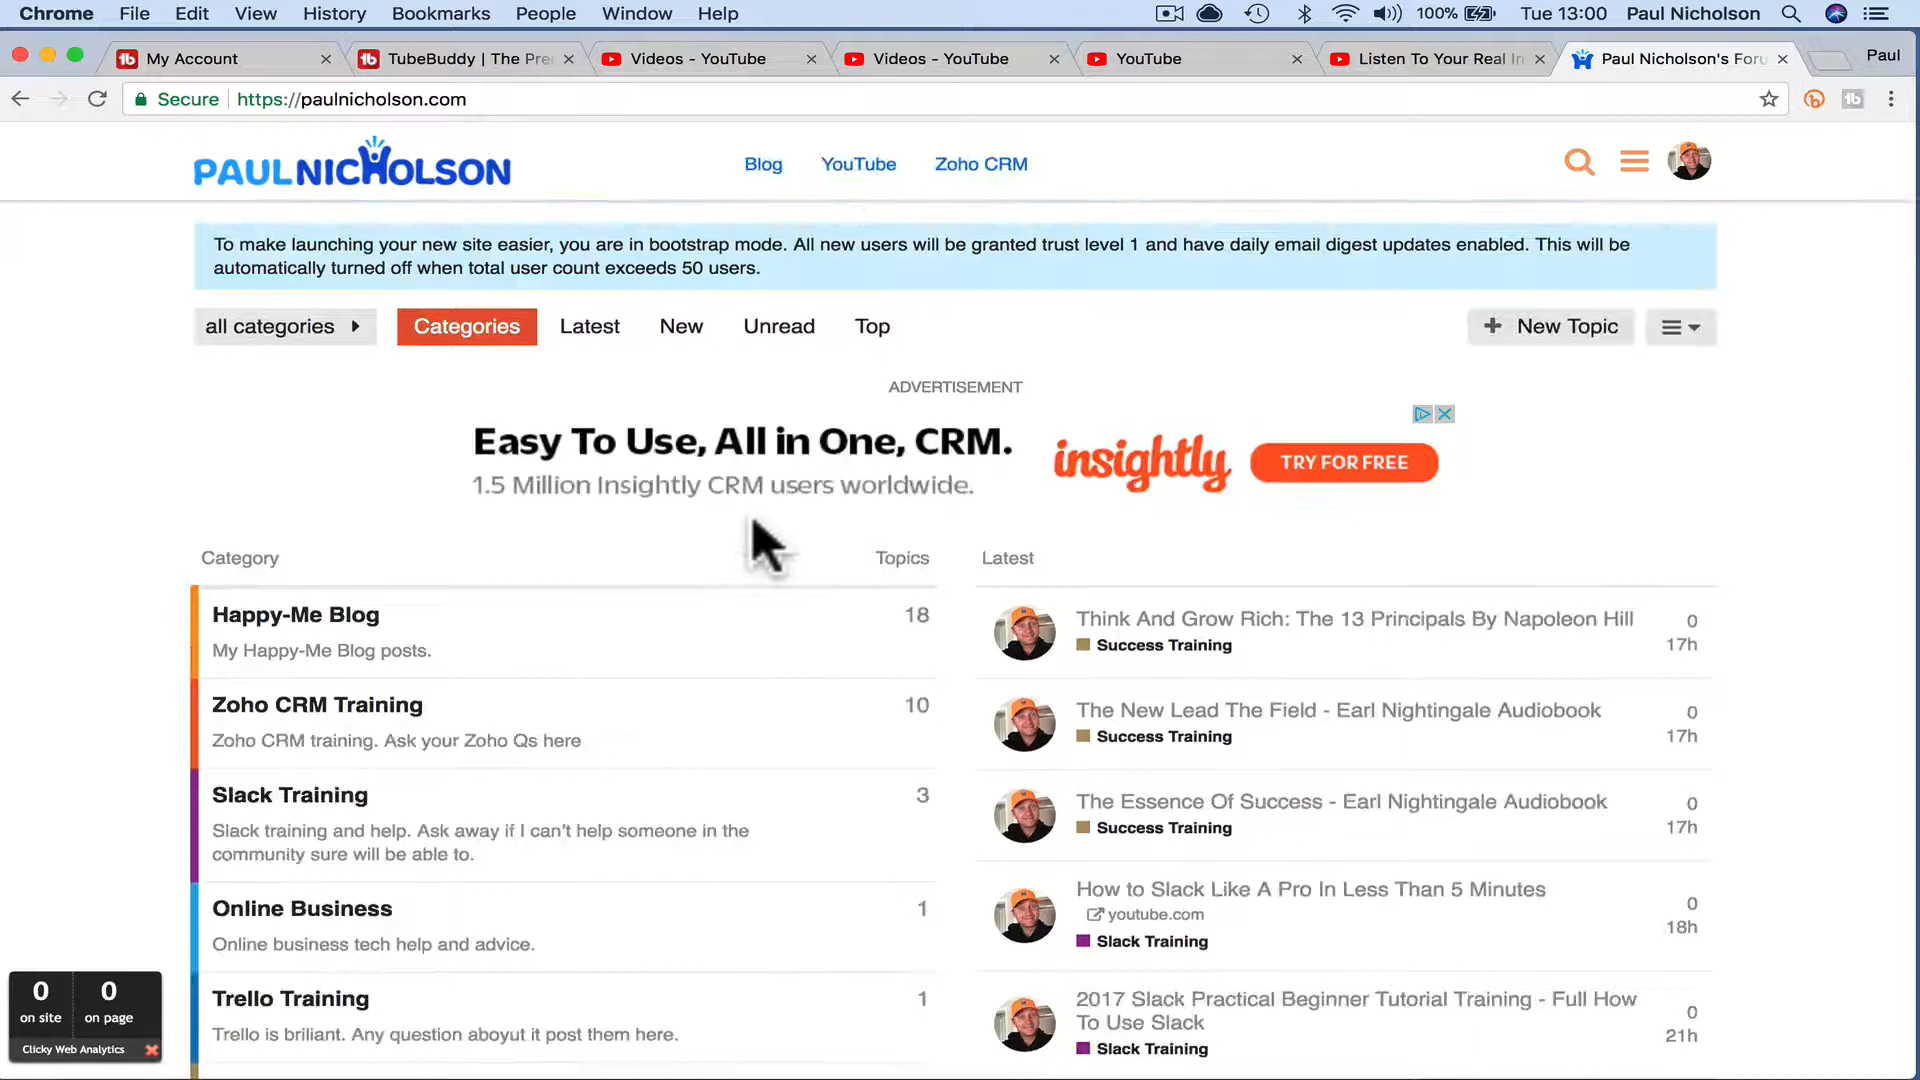 Chrome File Edit View History Bookmarks People Window Help 100% Tue 13:00 Paul Nicholson
My Account TubeBuddy | The Pre Videos - YouTube Videos - YouTube YouTube Listen To Your Real In Paul Nicholson's Foru Paul
Secure https://paulnicholson.com
PAULNICHOLSON Blog YouTube Zoho CRM
To make launching your new site easier, you are in bootstrap mode. All new users will be granted trust level 1 and have daily email digest updates enabled. This will be
automatically turned off when total user count exceeds 50 users.
all categories Categories Latest New Unread Top + New Topic
ADVERTISEMENT
Easy To Use, All in One, CRM.
1.5 Million Insightly CRM users worldwide.
insightly TRY FOR FREE
Category Topics
Happy-Me Blog 18
My Happy-Me Blog posts.
Zoho CRM Training 10
Zoho CRM training. Ask your Zoho Qs here
Slack Training 3
Slack training and help. Ask away if I can't help someone in the
community sure will be able to.
Online Business 1
Online business tech help and advice.
Trello Training 1
Trello is briliant. Any question aboyut it post them here.
Latest
Think And Grow Rich: The 13 Principals By Napoleon Hill 0
Success Training 17h
The New Lead The Field - Earl Nightingale Audiobook 0
Success Training 17h
The Essence Of Success - Earl Nightingale Audiobook 0
Success Training 17h
How to Slack Like A Pro In Less Than 5 Minutes 0
youtube.com 18h
Slack Training
2017 Slack Practical Beginner Tutorial Training - Full How 0
To Use Slack 21h
Slack Training
0 0
on site on page
Clicky Web Analytics